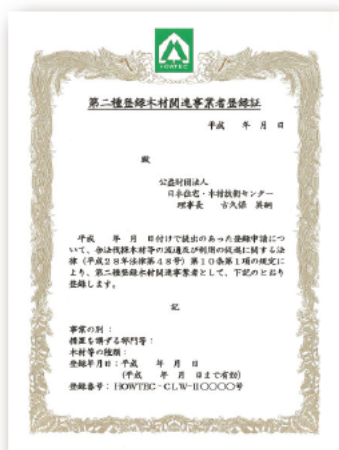 HOWTEC
第二種登録木材関連事業者登録証
平成　年　月　日
殿
公益財団法人
日本住宅・木材技術センター
理事長　古久保　英嗣
平成　年　月　日付けで提出のあった登録申請につ
いて、合法伐採木材等の流通及び利用の促進に関する法
律（平成２８年法律第４８号）第１０条第１項の規定に
より、第二種登録木材関連事業者として、下記のとおり
登録します。
記
事業の別：
措置を講ずる部門等：
木材等の種類：
登録年月日：平成　年　月　日
（平成　年　月　日まで有効）
登録番号：HOWTEC-CLW-Ⅱ〇〇〇〇号